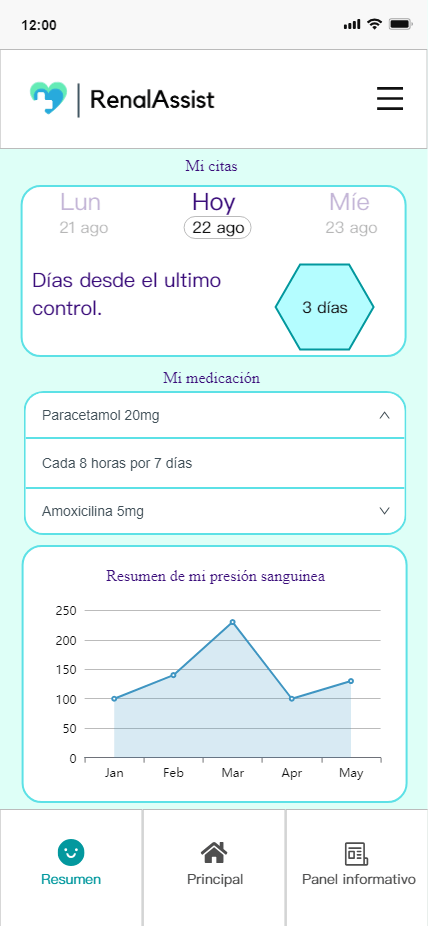 12:00
RenalAssist
Mi citas
Lun Hoy Míe
21 ago 22 ago 23 ago
Días desde el ultimo
control.
3 días
Mi medicación
Paracetamol 20mg
Cada 8 horas por 7 días
Amoxicilina 5mg
Resumen de mi presión sanguinea
250
200
150
100
50
0
Jan Feb Mar Apr May
Resumen Principal Panel informativo